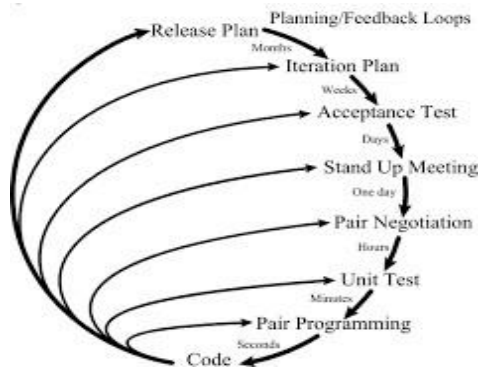 Planning/Feedback Loops
Release Plan
Months
Iteration Plan
Weeks
Acceptance Test
Days
Stand Up Meeting
One day
Pair Negotiation
Hours
Unit Test
Minutes
Pair Programming
Seconds
Code